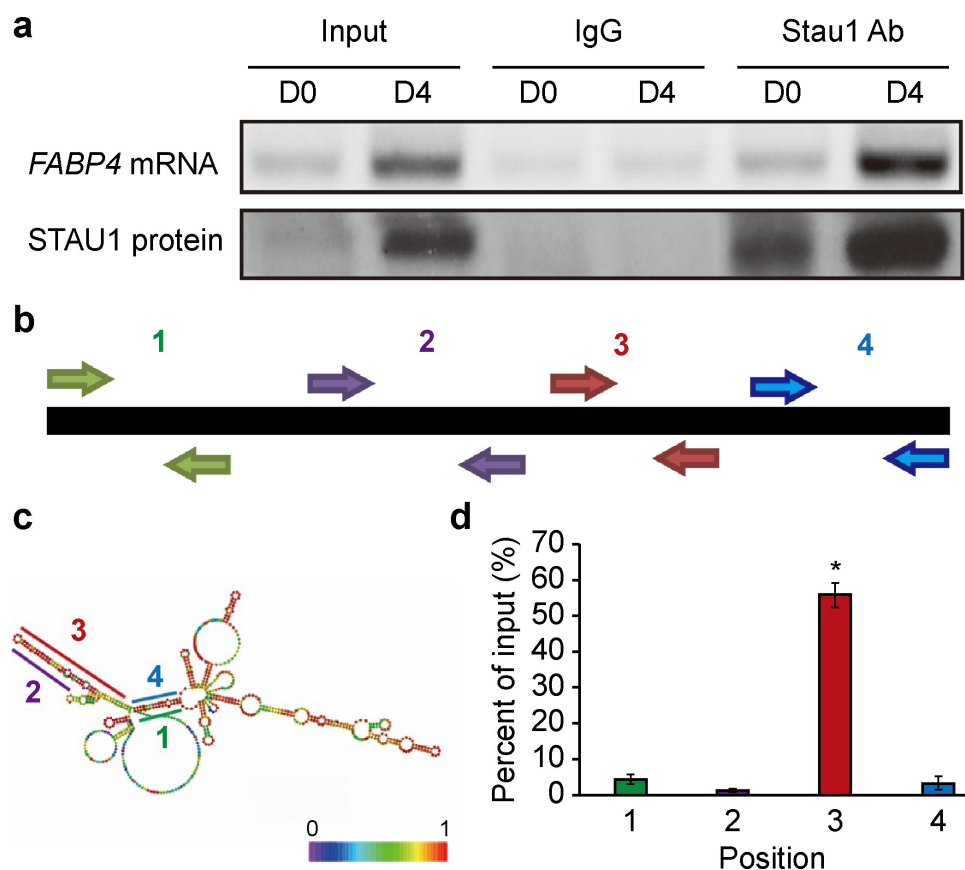 a
Input IgG Stau1 Ab
D0 D4 D0 D4 D0 D4
FABP4 mRNA
STAU1 protein
b
1 2 3 4
c
3
4
2
1
0 1
d
Percent of input (%)
70
60
50
40
30
20
10
0
*
1 2 3 4
Position